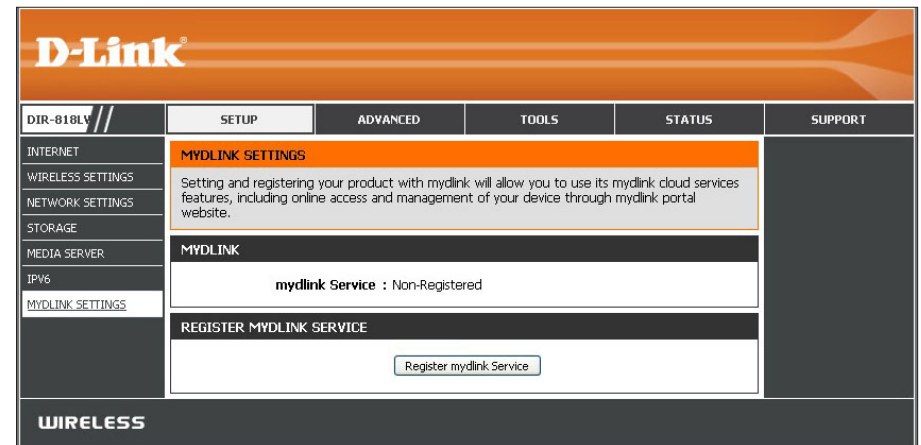 D-Link®
DIR-818LW
SETUP ADVANCED TOOLS STATUS SUPPORT
INTERNET
WIRELESS SETTINGS
NETWORK SETTINGS
STORAGE
MEDIA SERVER
IPV6
MYDLINK SETTINGS
MYDLINK SETTINGS
Setting and registering your product with mydlink will allow you to use its mydlink cloud services
features, including online access and management of your device through mydlink portal
website.
MYDLINK
mydlink Service : Non-Registered
REGISTER MYDLINK SERVICE
Register mydlink Service
WIRELESS